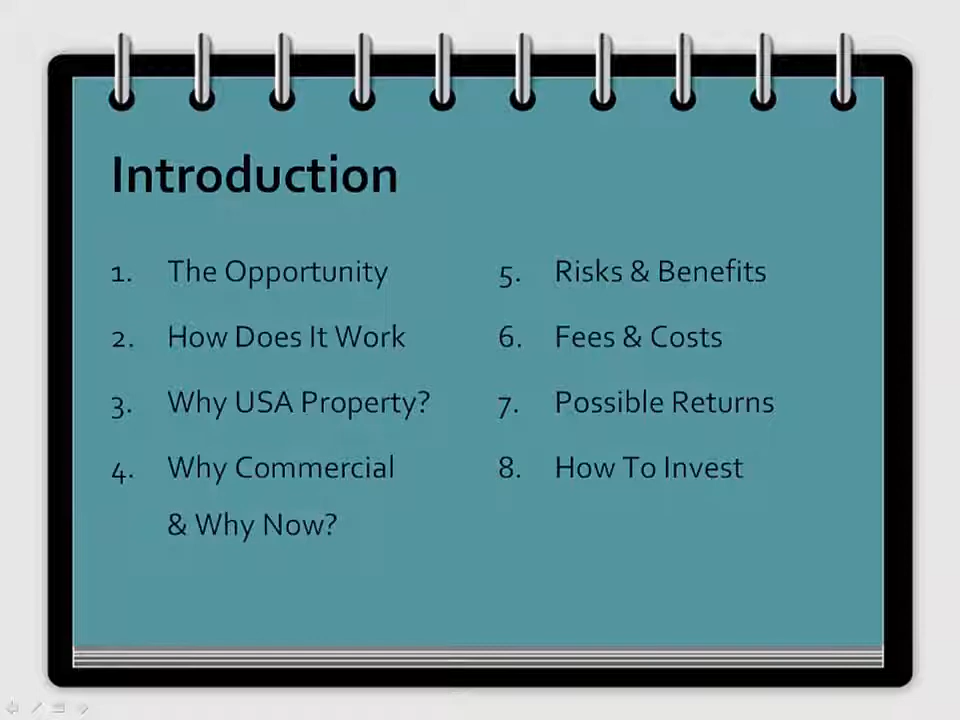 Introduction
1. The Opportunity
2. How Does It Work
3. Why USA Property?
4. Why Commercial
& Why Now?
5. Risks & Benefits
6. Fees & Costs
7. Possible Returns
8. How To Invest